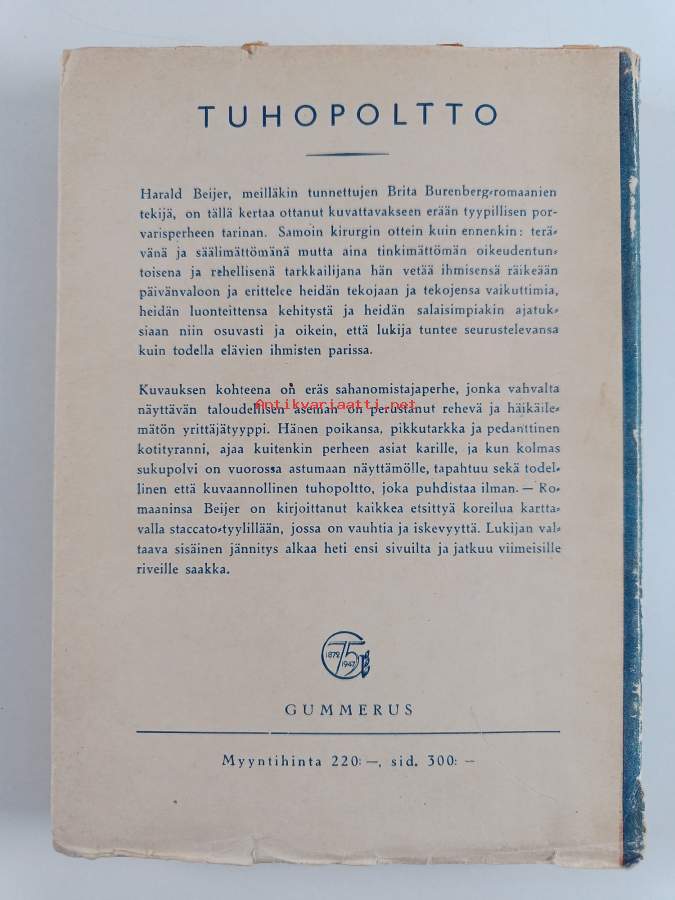 TUHOPOLTTO
Harald Beijer, meilläkin tunnettujen Brita Burenberg-romaanien
tekijä, on tällä kertaa ottanut kuvattavakseen erään tyypillisen por-
varisperheen tarinan. Samoin kirurgin ottein kuin ennenkin: terä-
vänä ja säälimättömänä mutta aina tinkimättömän oikeudentun-
toisena ja rehellisenä tarkkailijana hän vetää ihmisensä räikeään
päivänvaloon ja erittelee heidän tekojaan ja tekojensa vaikuttimia,
heidän luonteittensa kehitystä ja heidän salaisimpiakin ajatuk-
siaan niin osuvasti ja oikein, että lukija tuntee seurustelevansa
kuin todella elävien ihmisten parissa.
Kuvauksen kohteena on eräs sahanomistajaperhe, jonka vahvalta
näyttävän taloudellisen aseman on perustanut rehevä ja häikäile-
Antikvariaatti.net
mätön yrittäjätyyppi. Hänen poikansa, pikkutarkka ja pedanttinen
kotityranni, ajaa kuitenkin perheen asiat karille, ja kun kolmas
sukupolvi on vuorossa astumaan näyttämölle, tapahtuu sekä todel-
linen että kuvaannollinen tuhopoltto, joka puhdistaa ilman. — Ro-
maaninsa Beijer on kirjoittanut kaikkea etsittyä koreilua kartta-
valla staccato-tyylillään, jossa on vauhtia ja iskevyyttä. Lukijan val-
taava sisäinen jännitys alkaa heti ensi sivuilta ja jatkuu viimeisille
riveille saakka.
75
1872
1947
GUMMERUS
Myyntihinta 220: —, sid. 300: —